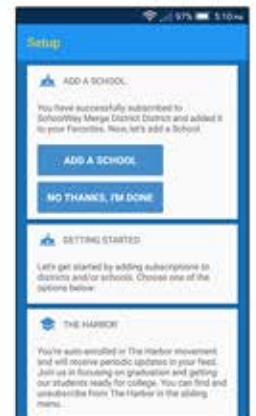 97% 5:10PM
Setup
ADD A SCHOOL
You have successfully subscribed to
SchoolWay Merge District District and added it
to your Favorites. Now, let's add a School.
ADD A SCHOOL
NO THANKS, I'M DONE
GETTING STARTED
Let's get started by adding subscriptions to
districts and/or schools. Choose one of the
options below.
THE HARBOR
You're auto-enrolled in The Harbor movement
and will receive periodic updates in your feed.
Join us in focusing on graduation and getting
our students ready for college. You can find and
unsubscribe from The Harbor in the sliding
menu.